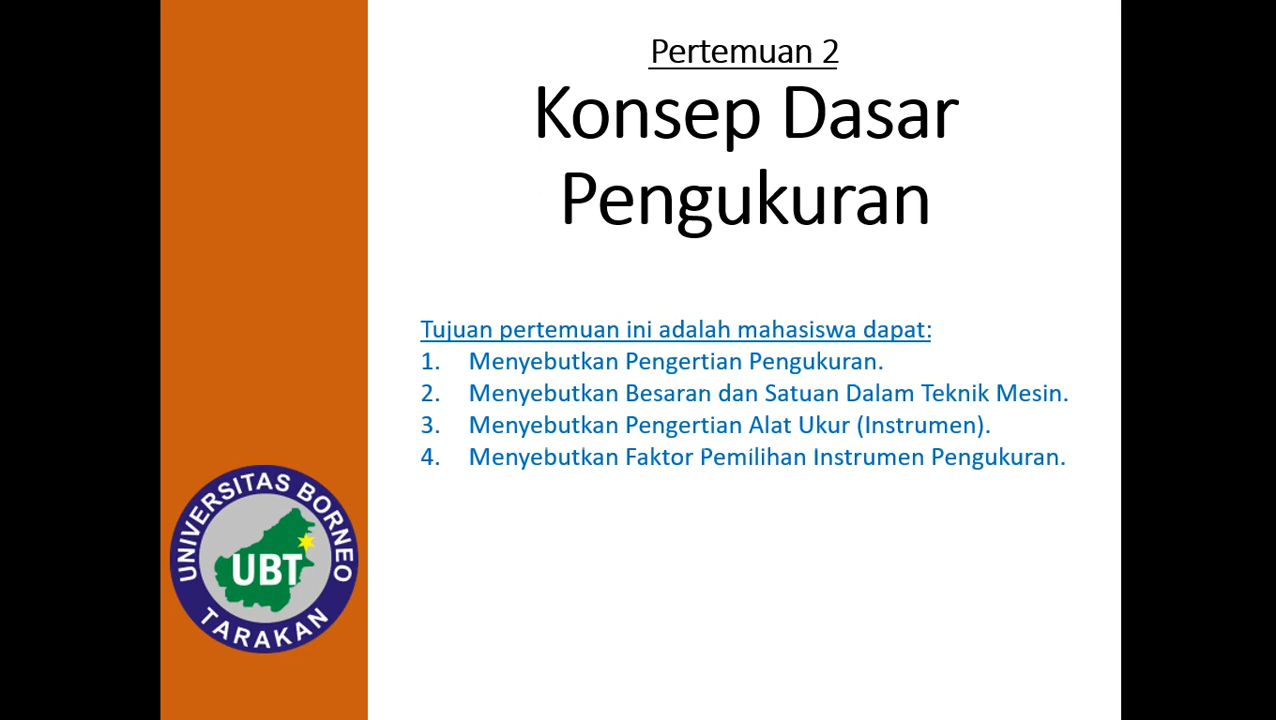 Pertemuan 2
Konsep Dasar
Pengukuran
Tujuan pertemuan ini adalah mahasiswa dapat:
1. Menyebutkan Pengertian Pengukuran.
2. Menyebutkan Besaran dan Satuan Dalam Teknik Mesin.
3. Menyebutkan Pengertian Alat Ukur (Instrumen).
4. Menyebutkan Faktor Pemilihan Instrumen Pengukuran.
UNIVERSITAS BORNEO
UBT
TARAKAN